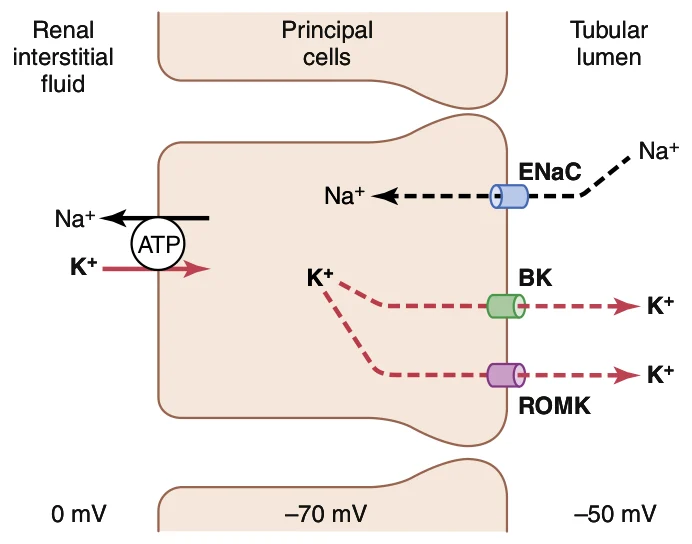 Renal
interstitial
fluid
Principal
cells
Tubular
lumen
Na⁺
ENaC
Na⁺
Na⁺
ATP
K⁺
K⁺
BK
K⁺
K⁺
ROMK
0 mV
–70 mV
–50 mV